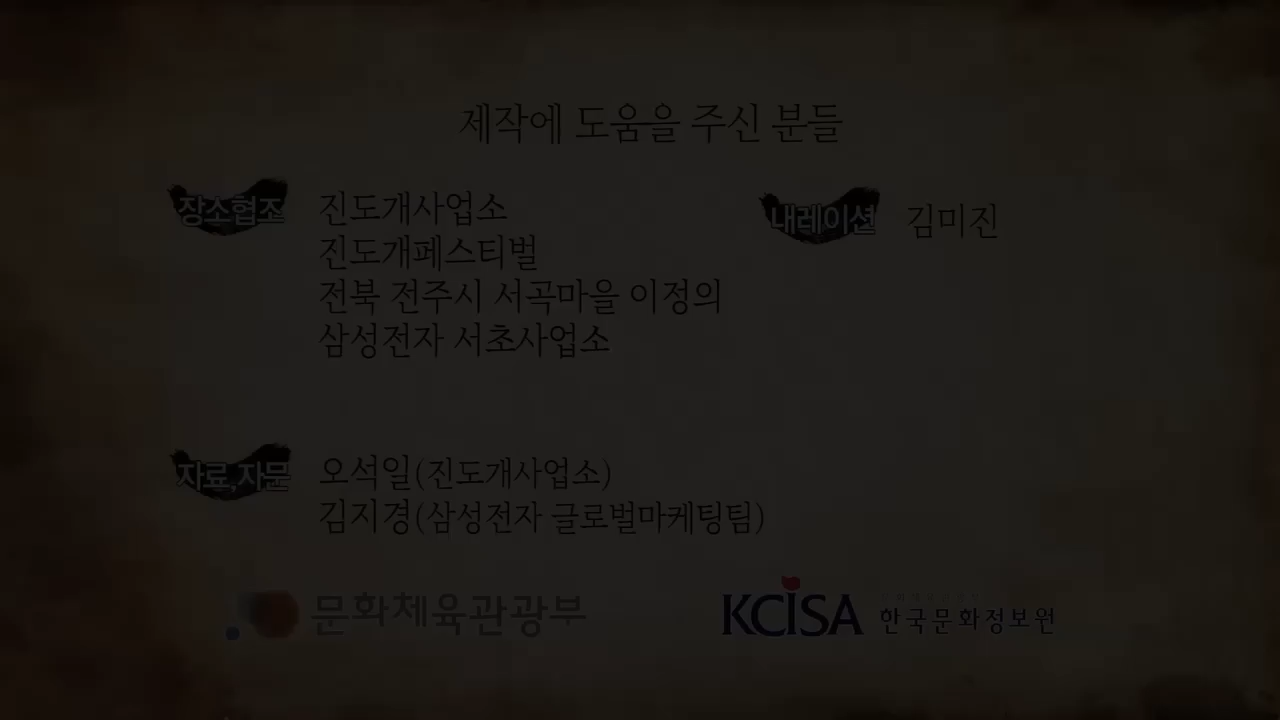 제작에 도움을 주신 분들
장소협조
진도개사업소
진도개페스티벌
전북 전주시 서곡마을 이정의
삼성전자 서초사업소
내레이션
김미진
자료,자문
오석일(진도개사업소)
김지경(삼성전자 글로벌마케팅팀)
문화체육관광부
KCISA 한국문화정보원